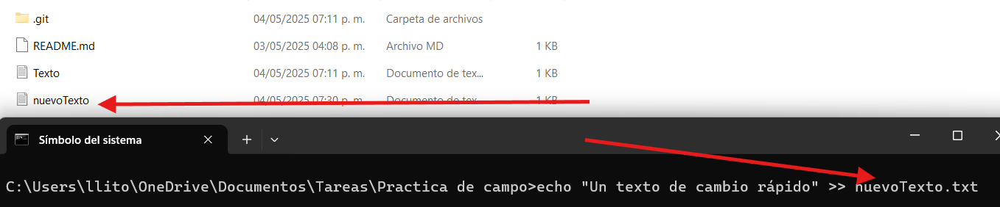 .git 04/05/2025 07:11 p. m. Carpeta de archivos
README.md 03/05/2025 04:08 p. m. Archivo MD 1 KB
Texto 04/05/2025 07:11 p. m. Documento de tex... 1 KB
nuevoTexto 04/05/2025 07:30 p. m. Documento de tex... 1 KB
Símbolo del sistema
C:\Users\llito\OneDrive\Documentos\Tareas\Practica de campo>echo "Un texto de cambio rápido" >> nuevoTexto.txt